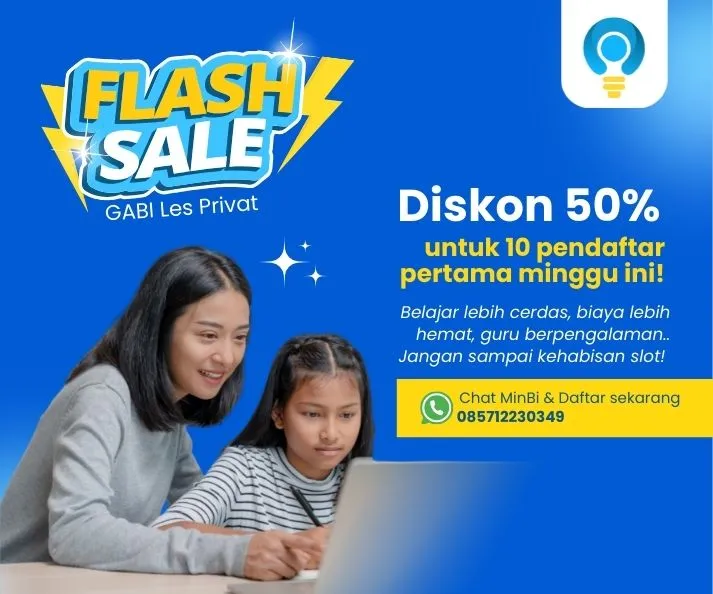 FLASH
SALE
GABI Les Privat
Diskon 50%
untuk 10 pendaftar
pertama minggu ini!
Belajar lebih cerdas, biaya lebih
hemat, guru berpengalaman..
Jangan sampai kehabisan slot!
Chat MinBi & Daftar sekarang
085712230349